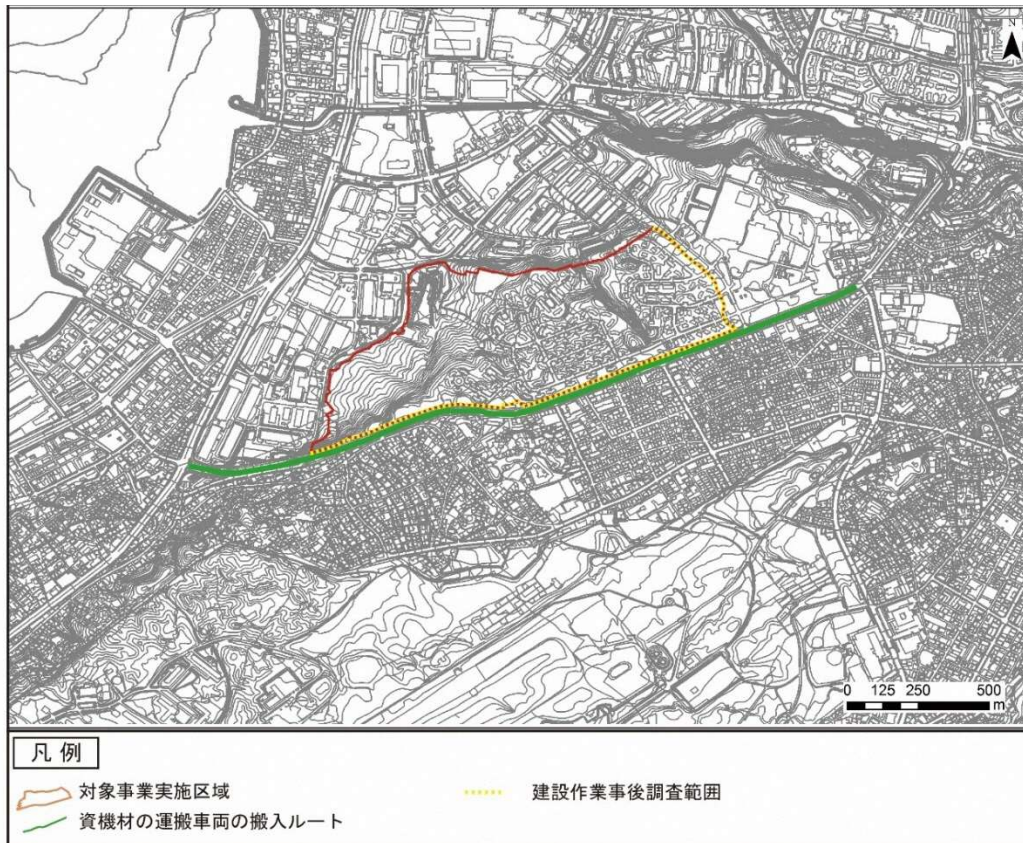 N
0 125 250 500
m
凡 例
対象事業実施区域
建設作業事後調査範囲
資機材の運搬車両の搬入ルート